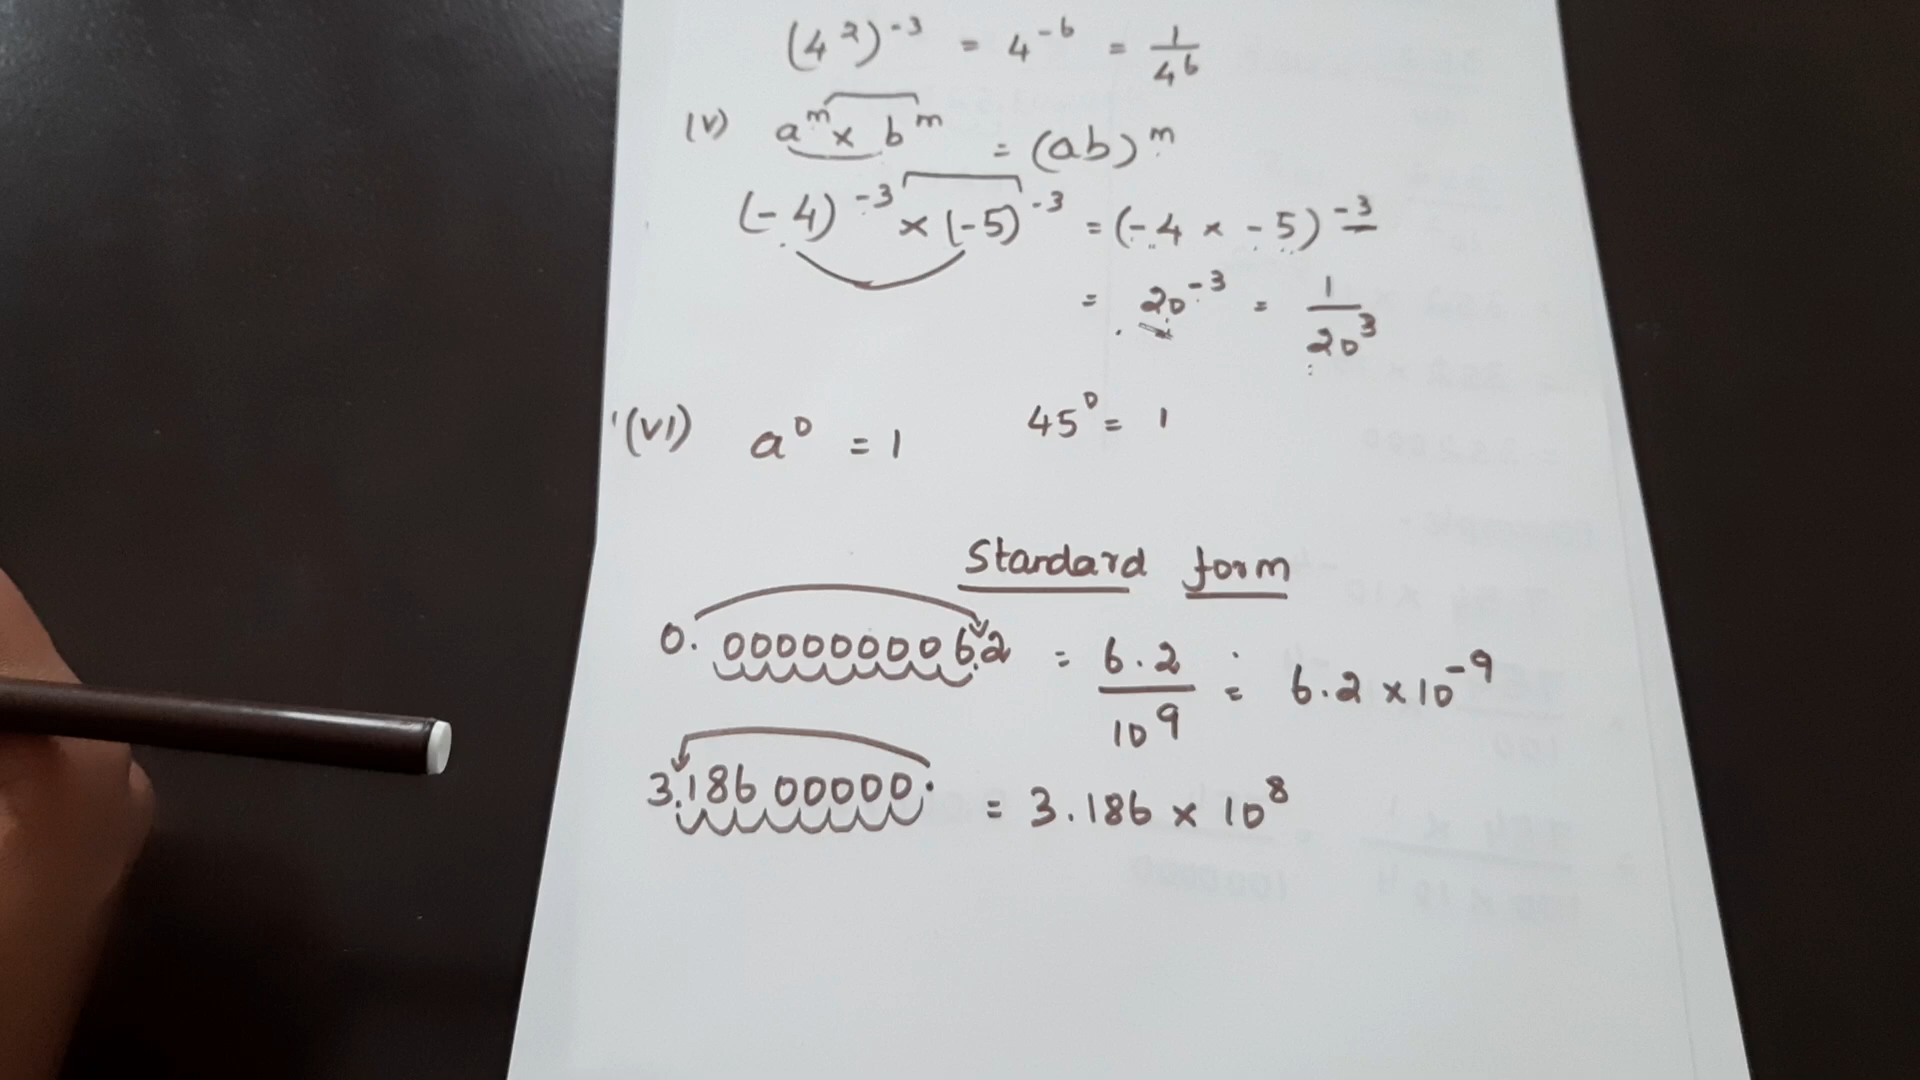 (4²)⁻³ = 4⁻⁶ = 1/4⁶
(V) aᵐ x bᵐ = (ab)ᵐ
(-4)⁻³ x (-5)⁻³ = (-4 x -5)⁻³
= 20⁻³ = 1/20³
(VI) a⁰ = 1 45⁰ = 1
Standard form
0.0000000062 = 6.2/10⁹ = 6.2 x 10⁻⁹
3.18600000. = 3.186 x 10⁸